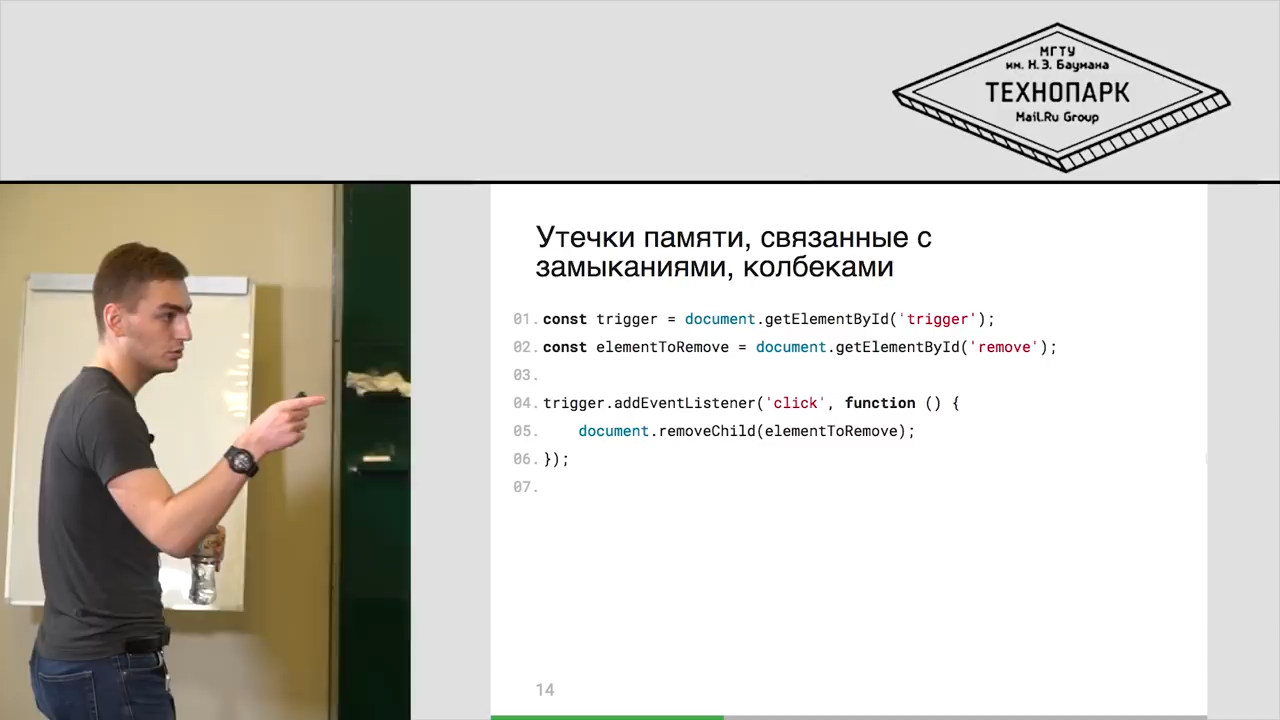 МГТУ
им. Н.Э. Баумана
ТЕХНОПАРК
Mail.Ru Group
Утечки памяти, связанные с
замыканиями, колбеками
01. const trigger = document.getElementById('trigger');
02. const elementToRemove = document.getElementById('remove');
03.
04. trigger.addEventListener('click', function () {
05.     document.removeChild(elementToRemove);
06. });
07.
14